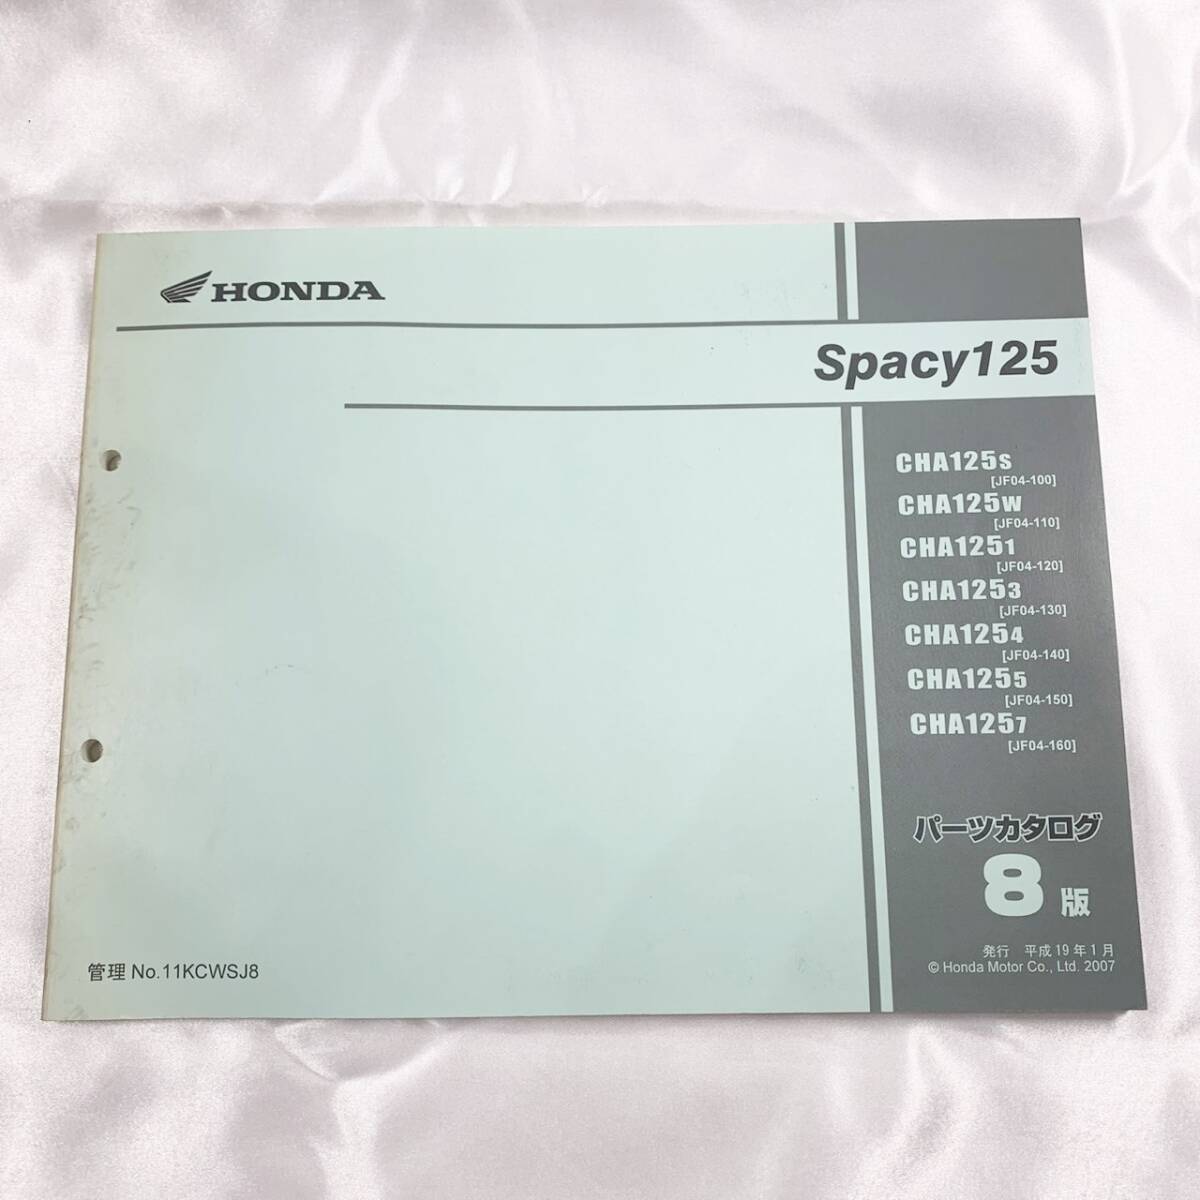 HONDA
Spacy125
CHA125S
[JF04-100]
CHA125W
[JF04-110]
CHA1251
[JF04-120]
CHA1253
[JF04-130]
CHA1254
[JF04-140]
CHA1255
[JF04-150]
CHA1257
[JF04-160]
パーツカタログ
8版
発行 平成19年1月
© Honda Motor Co., Ltd. 2007
管理 No.11KCWSJ8